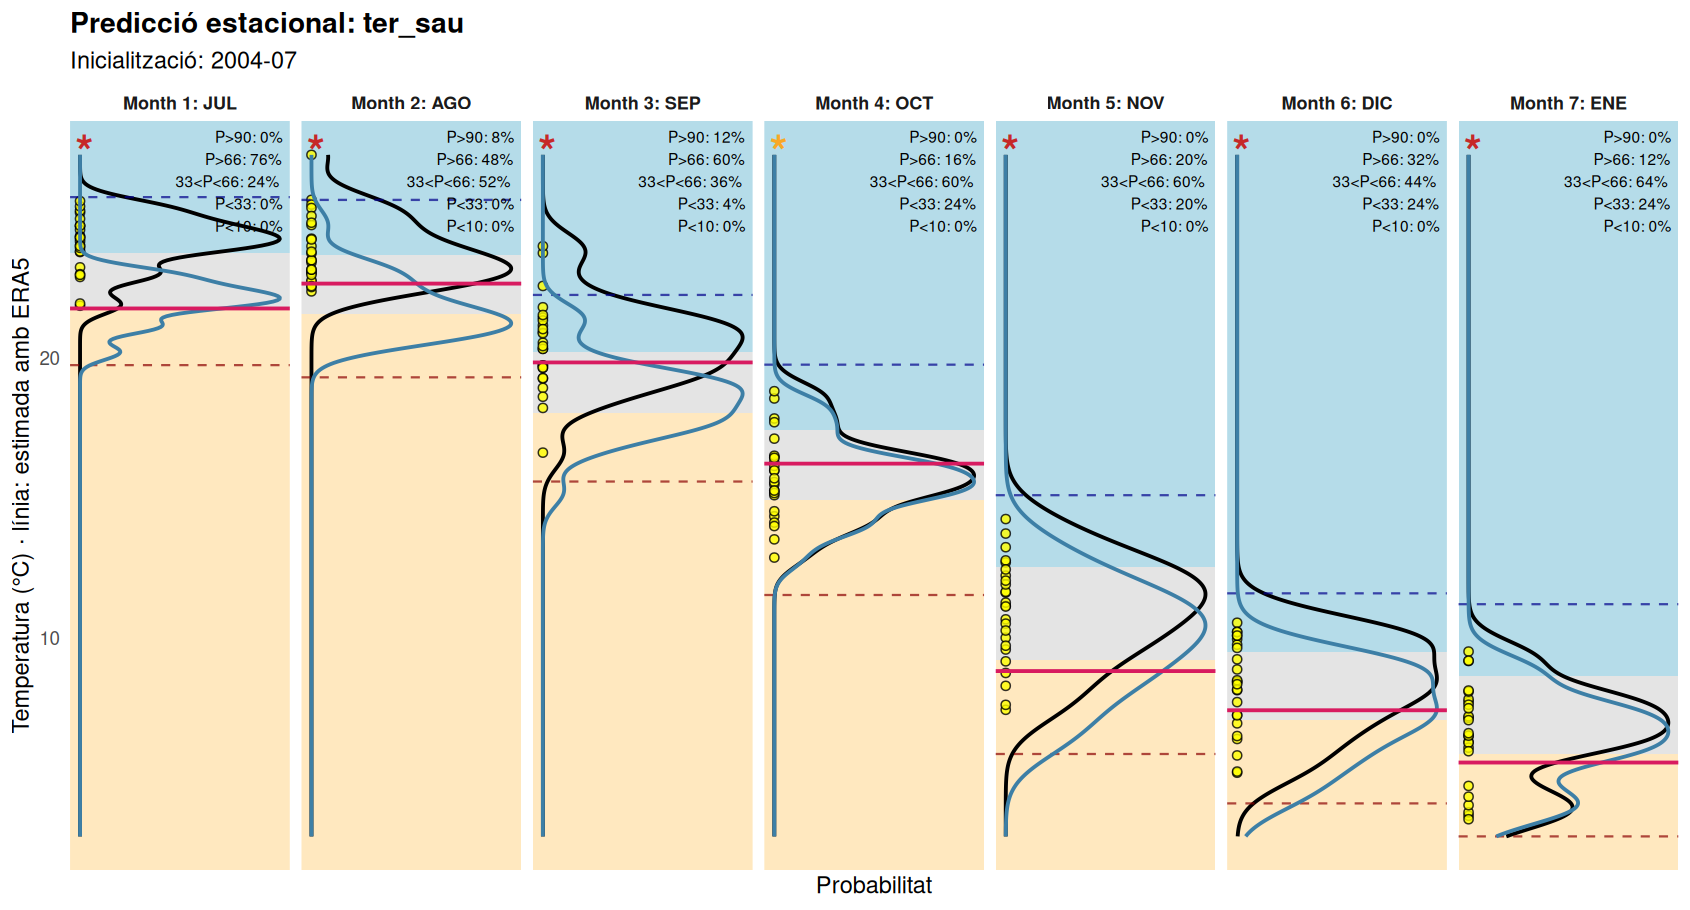 Predicció estacional: ter_sau
Inicialització: 2004-07
Month 1: JUL
Month 2: AGO
Month 3: SEP
Month 4: OCT
Month 5: NOV
Month 6: DIC
Month 7: ENE
P>90: 0%
P>66: 76%
33<P<66: 24%
P<33: 0%
P<10: 0%
P>90: 8%
P>66: 48%
33<P<66: 52%
P<33: 0%
P<10: 0%
P>90: 12%
P>66: 60%
33<P<66: 36%
P<33: 4%
P<10: 0%
P>90: 0%
P>66: 16%
33<P<66: 60%
P<33: 24%
P<10: 0%
P>90: 0%
P>66: 20%
33<P<66: 60%
P<33: 20%
P<10: 0%
P>90: 0%
P>66: 32%
33<P<66: 44%
P<33: 24%
P<10: 0%
P>90: 0%
P>66: 12%
33<P<66: 64%
P<33: 24%
P<10: 0%
Temperatura (°C) · línia: estimada amb ERA5
20
10
Probabilitat